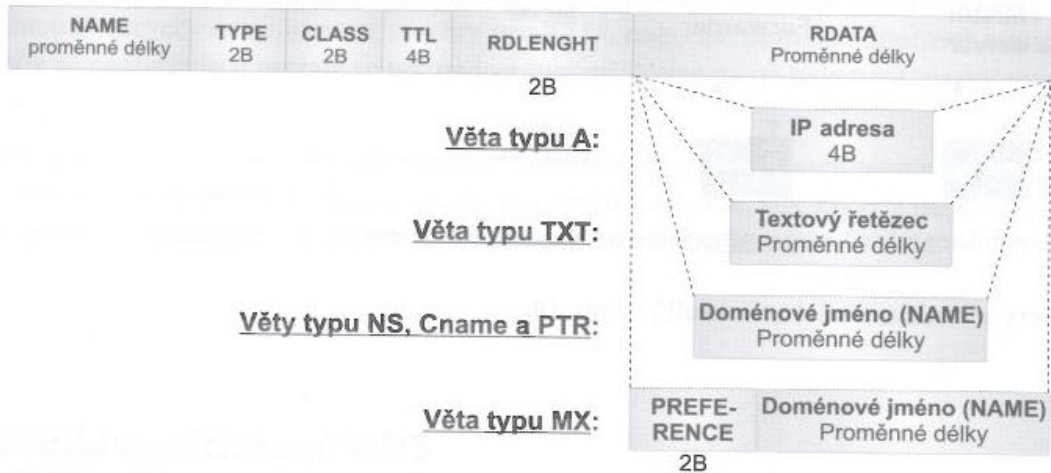 NAME
proměnné délky
TYPE
2B
CLASS
2B
TTL
4B
RDLENGHT
2B
RDATA
Proměnné délky
Věta typu A:
IP adresa
4B
Věta typu TXT:
Textový řetězec
Proměnné délky
Věty typu NS, Cname a PTR:
Doménové jméno (NAME)
Proměnné délky
Věta typu MX:
PREFE-
RENCE
2B
Doménové jméno (NAME)
Proměnné délky